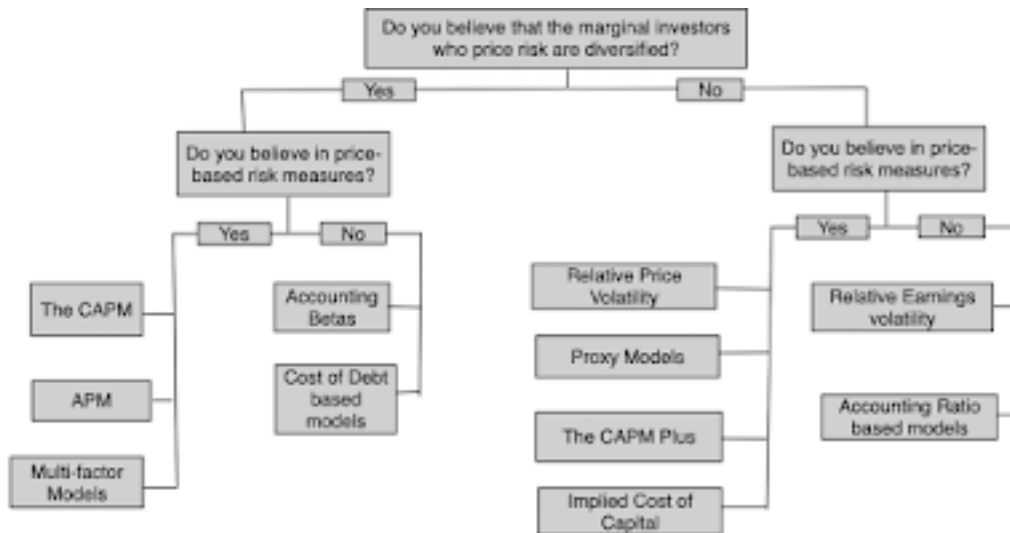 Do you believe that the marginal investors
who price risk are diversified?
Yes
No
Do you believe in price-
based risk measures?
Do you believe in price-
based risk measures?
Yes
No
Yes
No
The CAPM
APM
Multi-factor
Models
Accounting
Betas
Cost of Debt
based
models
Relative Price
Volatility
Proxy Models
The CAPM Plus
Implied Cost of
Capital
Relative Earnings
volatility
Accounting Ratio
based models